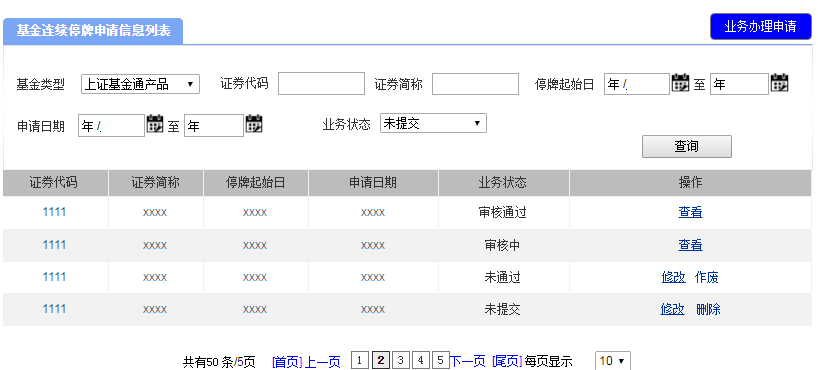 基金连续停牌申请信息列表 业务办理申请
基金类型 上证基金通产品 证券代码 证券简称 停牌起始日 年 /. 至 年
申请日期 年 /. 至 年 业务状态 未提交
查询
证券代码 证券简称 停牌起始日 申请日期 业务状态 操作
1111 xxxx xxxx xxxx 审核通过 查看
1111 xxxx xxxx xxxx 审核中 查看
1111 xxxx xxxx xxxx 未通过 修改 作废
1111 xxxx xxxx xxxx 未提交 修改 删除
共有50 条/5页 [首页] 上一页 1 2 3 4 5 下一页 [尾页] 每页显示 10